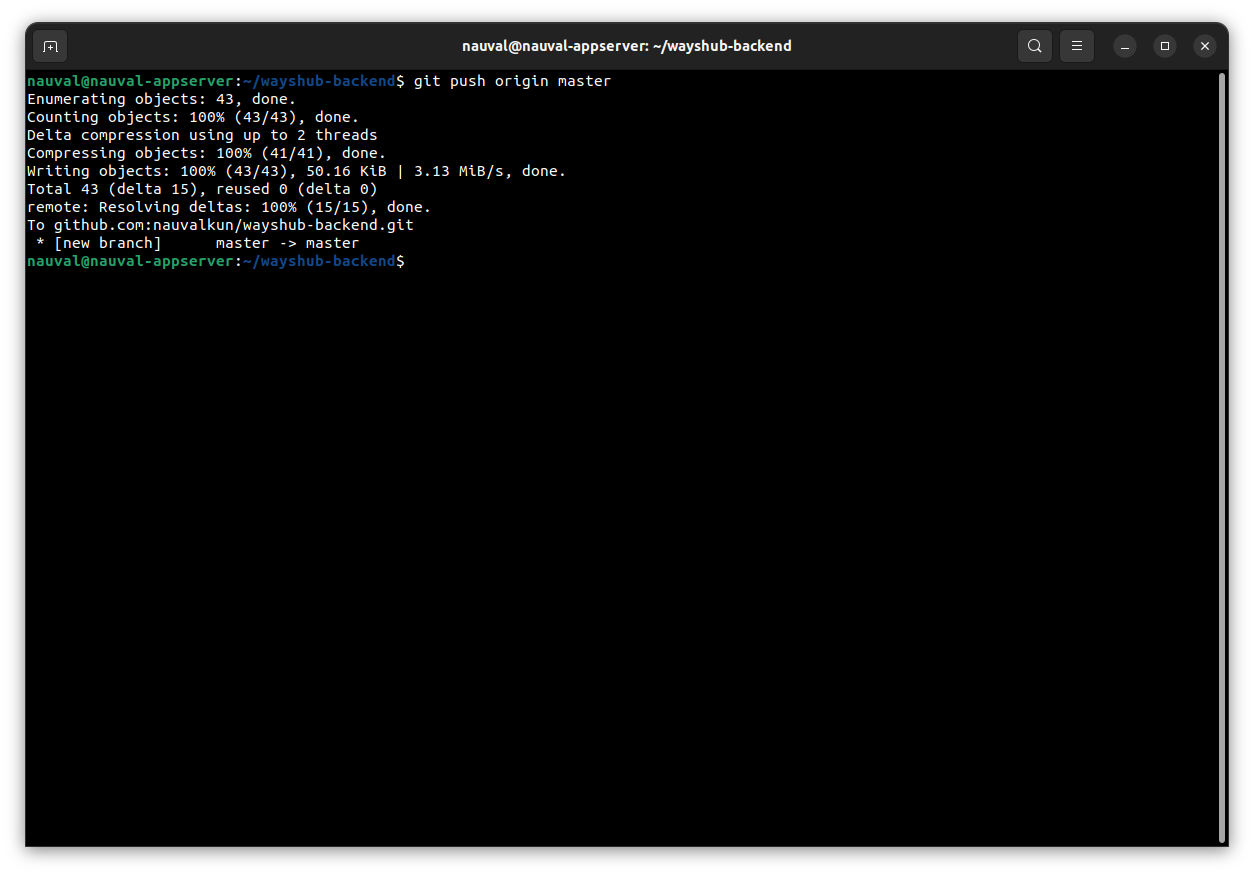 nauval@nauval-appserver: ~/wayshub-backend
nauval@nauval-appserver:~/wayshub-backend$ git push origin master
Enumerating objects: 43, done.
Counting objects: 100% (43/43), done.
Delta compression using up to 2 threads
Compressing objects: 100% (41/41), done.
Writing objects: 100% (43/43), 50.16 KiB | 3.13 MiB/s, done.
Total 43 (delta 15), reused 0 (delta 0)
remote: Resolving deltas: 100% (15/15), done.
To github.com:nauvalkun/wayshub-backend.git
 * [new branch]      master -> master
nauval@nauval-appserver:~/wayshub-backend$